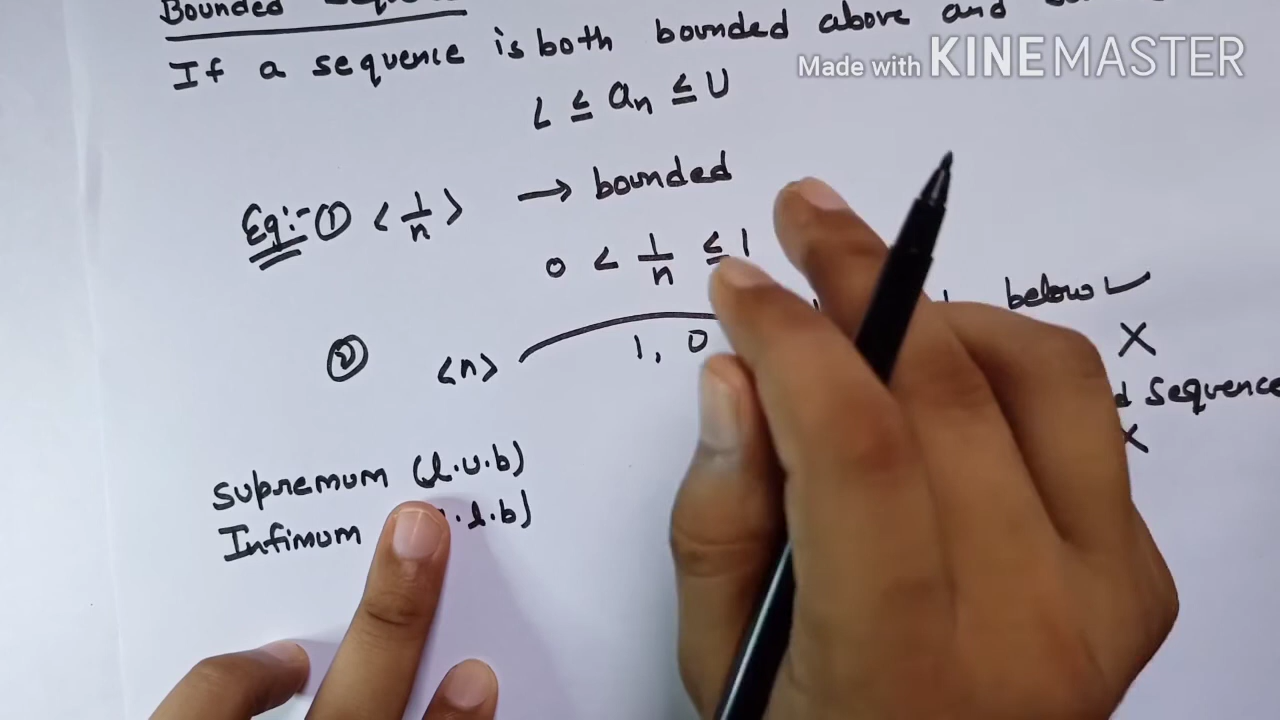 Bounded
If a sequence is both bounded above and
Made with KINEMASTER
L ≤ an ≤ U
Eg:- ① < 1/n > → bounded
0 < 1/n ≤ 1
below ✓
② <n> 1, 0 X
d sequence
X
Supremum (l.u.b)
Infimum .l.b)